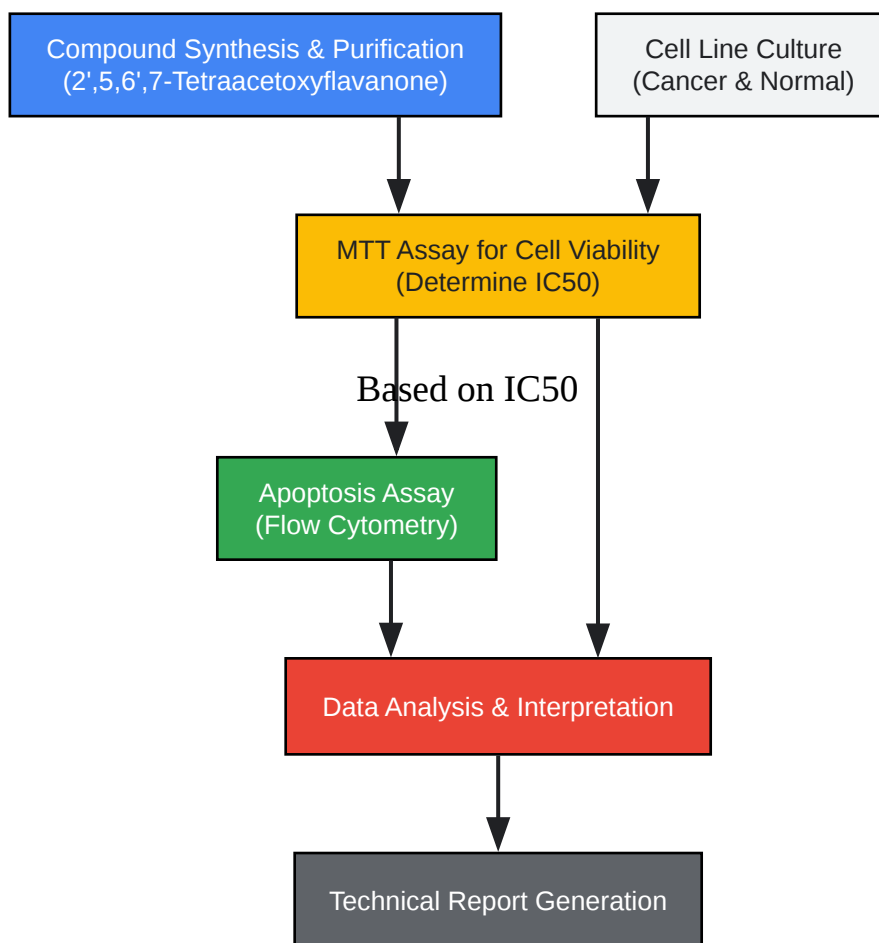 Compound Synthesis & Purification
(2',5,6',7-Tetraacetoxyflavanone)
Cell Line Culture
(Cancer & Normal)
MTT Assay for Cell Viability
(Determine IC50)
Based on IC50
Apoptosis Assay
(Flow Cytometry)
Data Analysis & Interpretation
Technical Report Generation